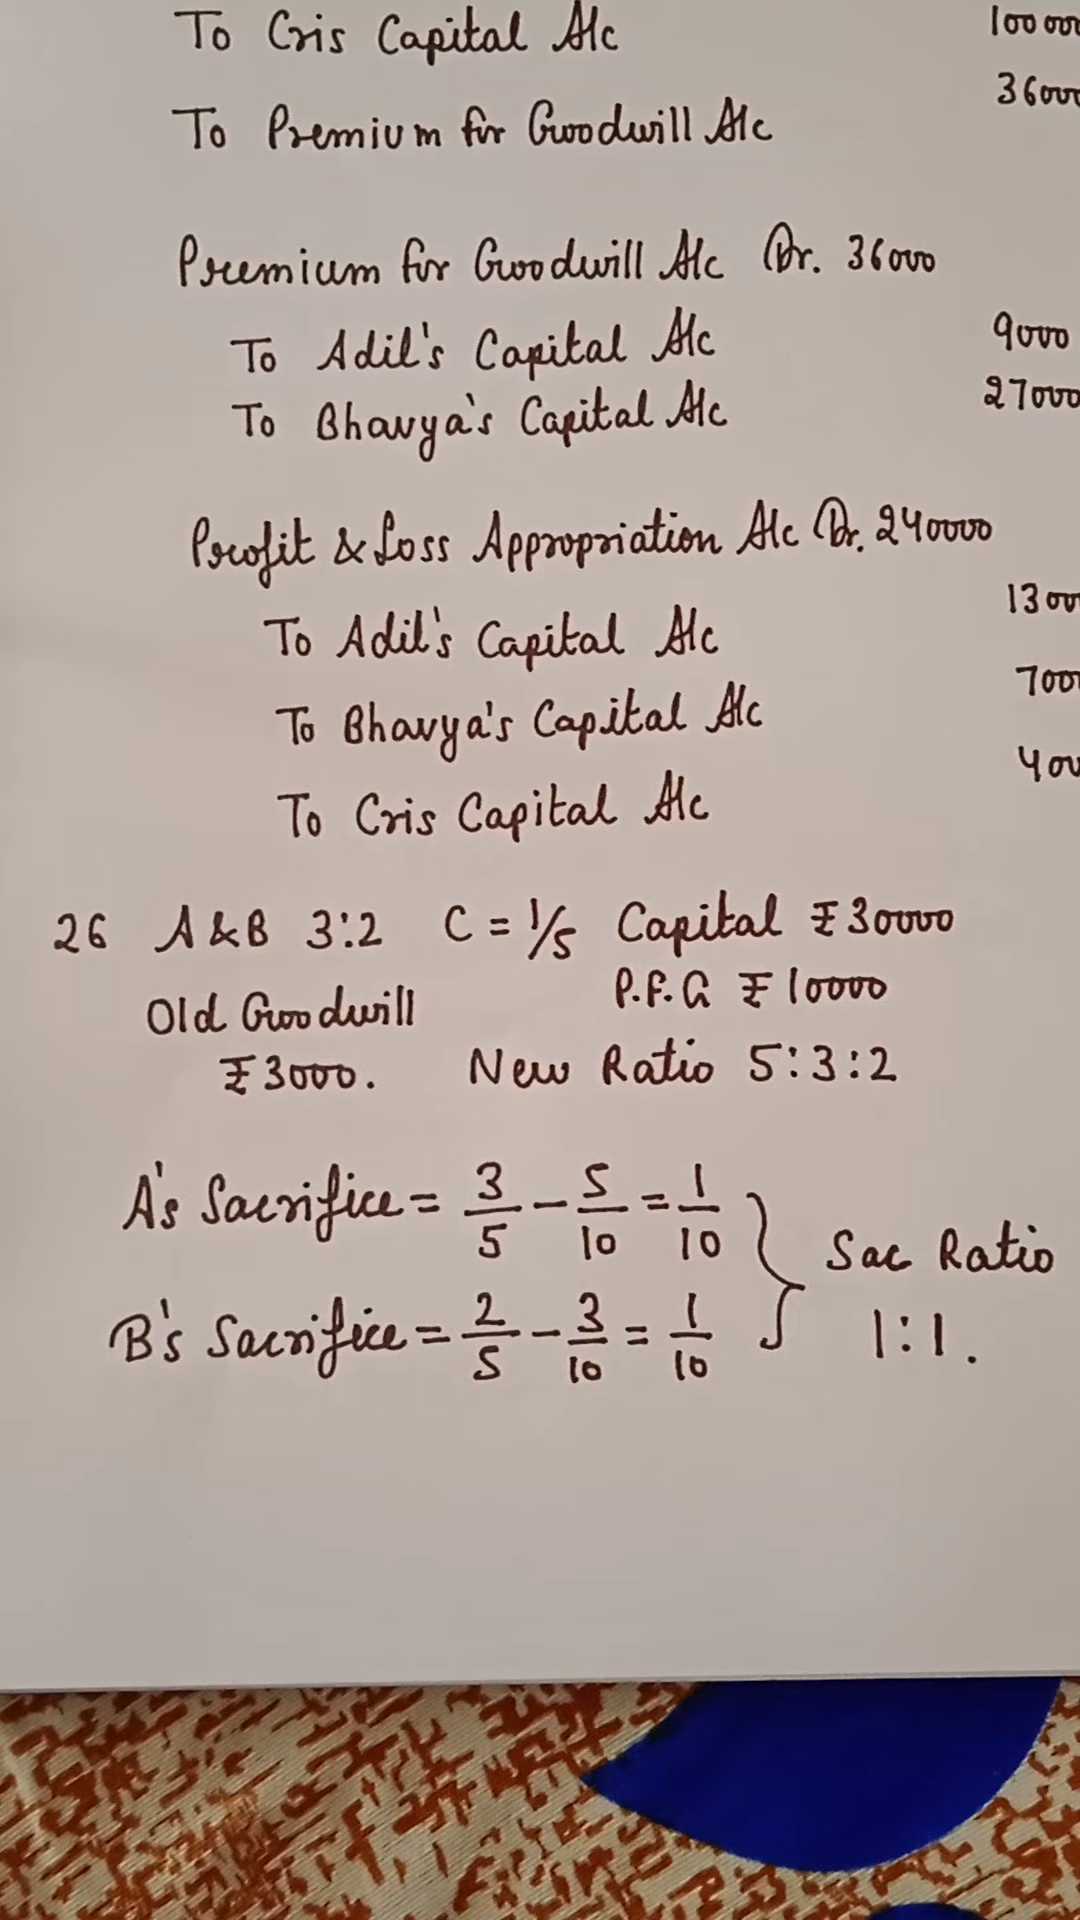 To Cris Capital A/c 100000
To Premium for Goodwill A/c 36000
Premium for Goodwill A/c Dr. 36000
To Adil's Capital A/c 9000
To Bhavya's Capital A/c 27000
Profit & Loss Appropriation A/c Dr. 240000
To Adil's Capital A/c
To Bhavya's Capital A/c
To Cris Capital A/c
26 A & B 3:2 C = 1/5 Capital ₹30000
Old Goodwill P.F.G ₹10000
₹3000. New Ratio 5:3:2
A's Sacrifice = 3/5 - 5/10 = 1/10
Sac Ratio
B's Sacrifice = 2/5 - 3/10 = 1/10
1:1.